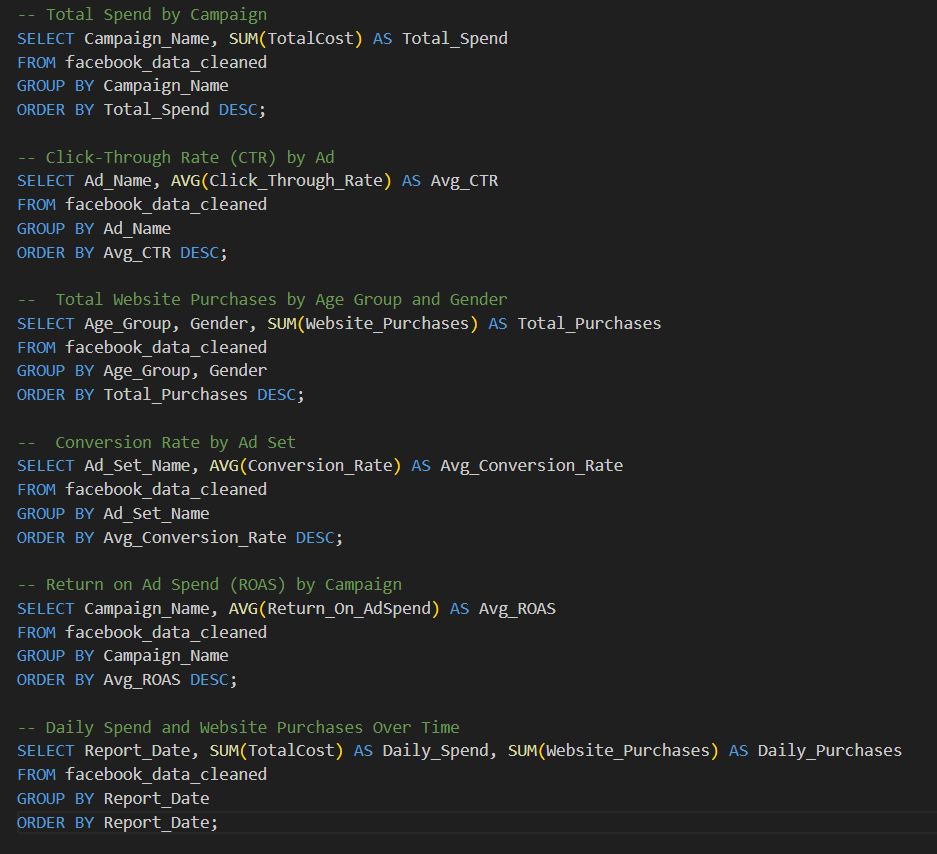 -- Total Spend by Campaign
SELECT Campaign_Name, SUM(TotalCost) AS Total_Spend
FROM facebook_data_cleaned
GROUP BY Campaign_Name
ORDER BY Total_Spend DESC;

-- Click-Through Rate (CTR) by Ad
SELECT Ad_Name, AVG(Click_Through_Rate) AS Avg_CTR
FROM facebook_data_cleaned
GROUP BY Ad_Name
ORDER BY Avg_CTR DESC;

--  Total Website Purchases by Age Group and Gender
SELECT Age_Group, Gender, SUM(Website_Purchases) AS Total_Purchases
FROM facebook_data_cleaned
GROUP BY Age_Group, Gender
ORDER BY Total_Purchases DESC;

--  Conversion Rate by Ad Set
SELECT Ad_Set_Name, AVG(Conversion_Rate) AS Avg_Conversion_Rate
FROM facebook_data_cleaned
GROUP BY Ad_Set_Name
ORDER BY Avg_Conversion_Rate DESC;

-- Return on Ad Spend (ROAS) by Campaign
SELECT Campaign_Name, AVG(Return_On_AdSpend) AS Avg_ROAS
FROM facebook_data_cleaned
GROUP BY Campaign_Name
ORDER BY Avg_ROAS DESC;

-- Daily Spend and Website Purchases Over Time
SELECT Report_Date, SUM(TotalCost) AS Daily_Spend, SUM(Website_Purchases) AS Daily_Purchases
FROM facebook_data_cleaned
GROUP BY Report_Date
ORDER BY Report_Date;